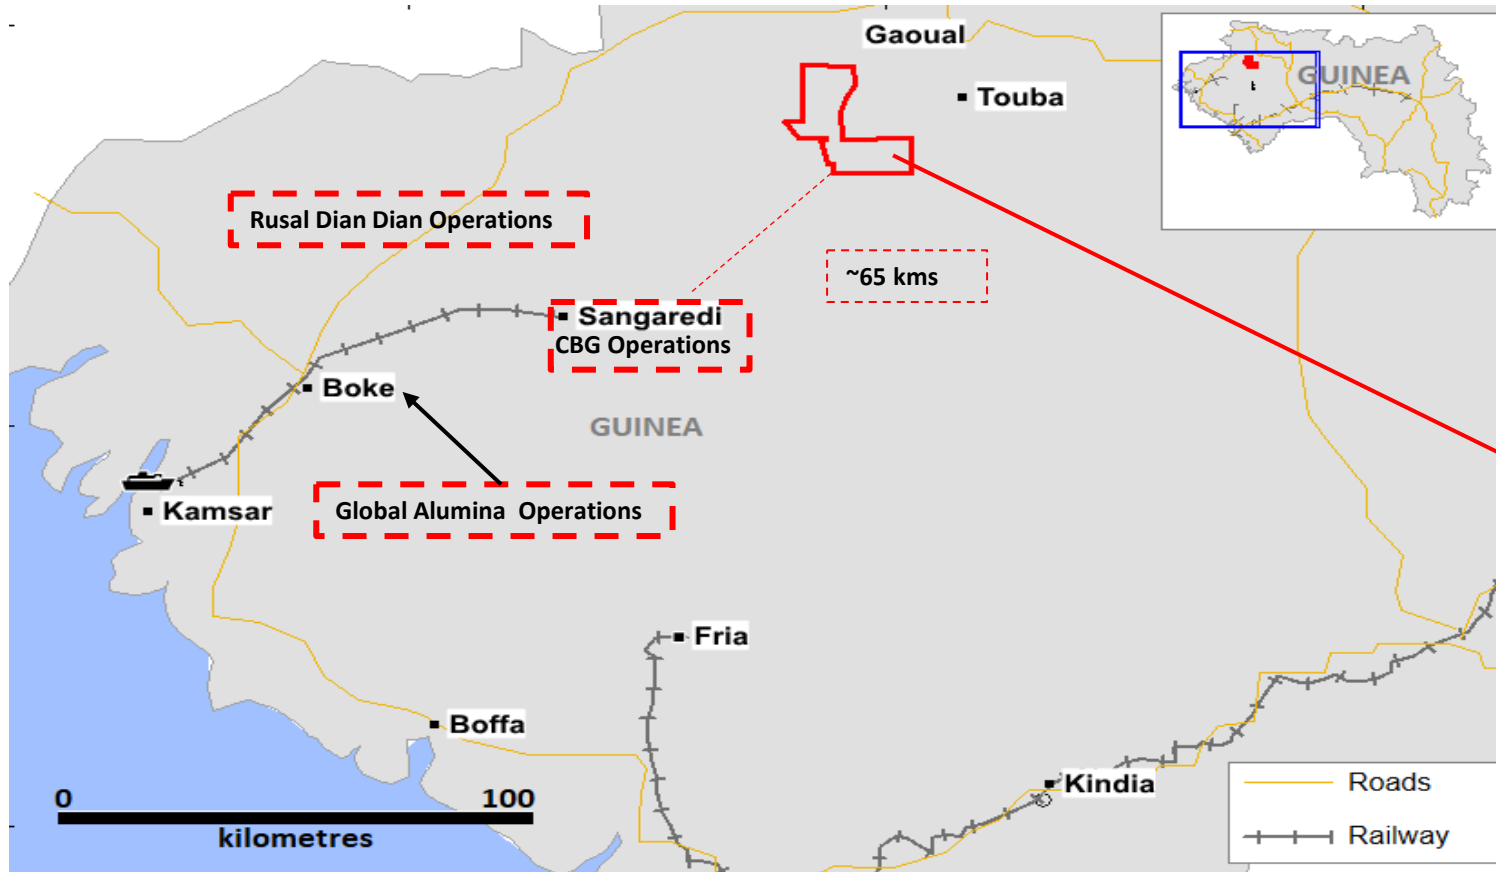 Gaoual
Touba
GUINEA
Rusal Dian Dian Operations
~65 kms
Sangaredi
CBG Operations
Boke
GUINEA
Kamsar
Global Alumina  Operations
Fria
Boffa
Kindia
0 100
kilometres
Roads
Railway